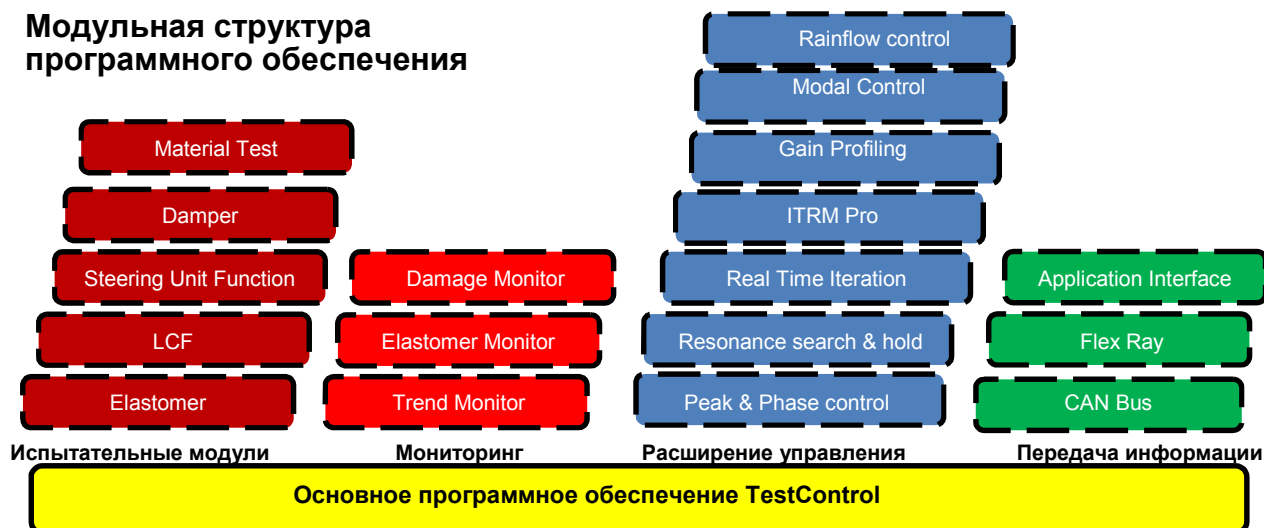 Модульная структура
программного обеспечения
Material Test
Damper
Steering Unit Function
LCF
Elastomer
Испытательные модули
Damage Monitor
Elastomer Monitor
Trend Monitor
Мониторинг
Rainflow control
Modal Control
Gain Profiling
ITRM Pro
Real Time Iteration
Resonance search & hold
Peak & Phase control
Расширение управления
Application Interface
Flex Ray
CAN Bus
Передача информации
Основное программное обеспечение TestControl